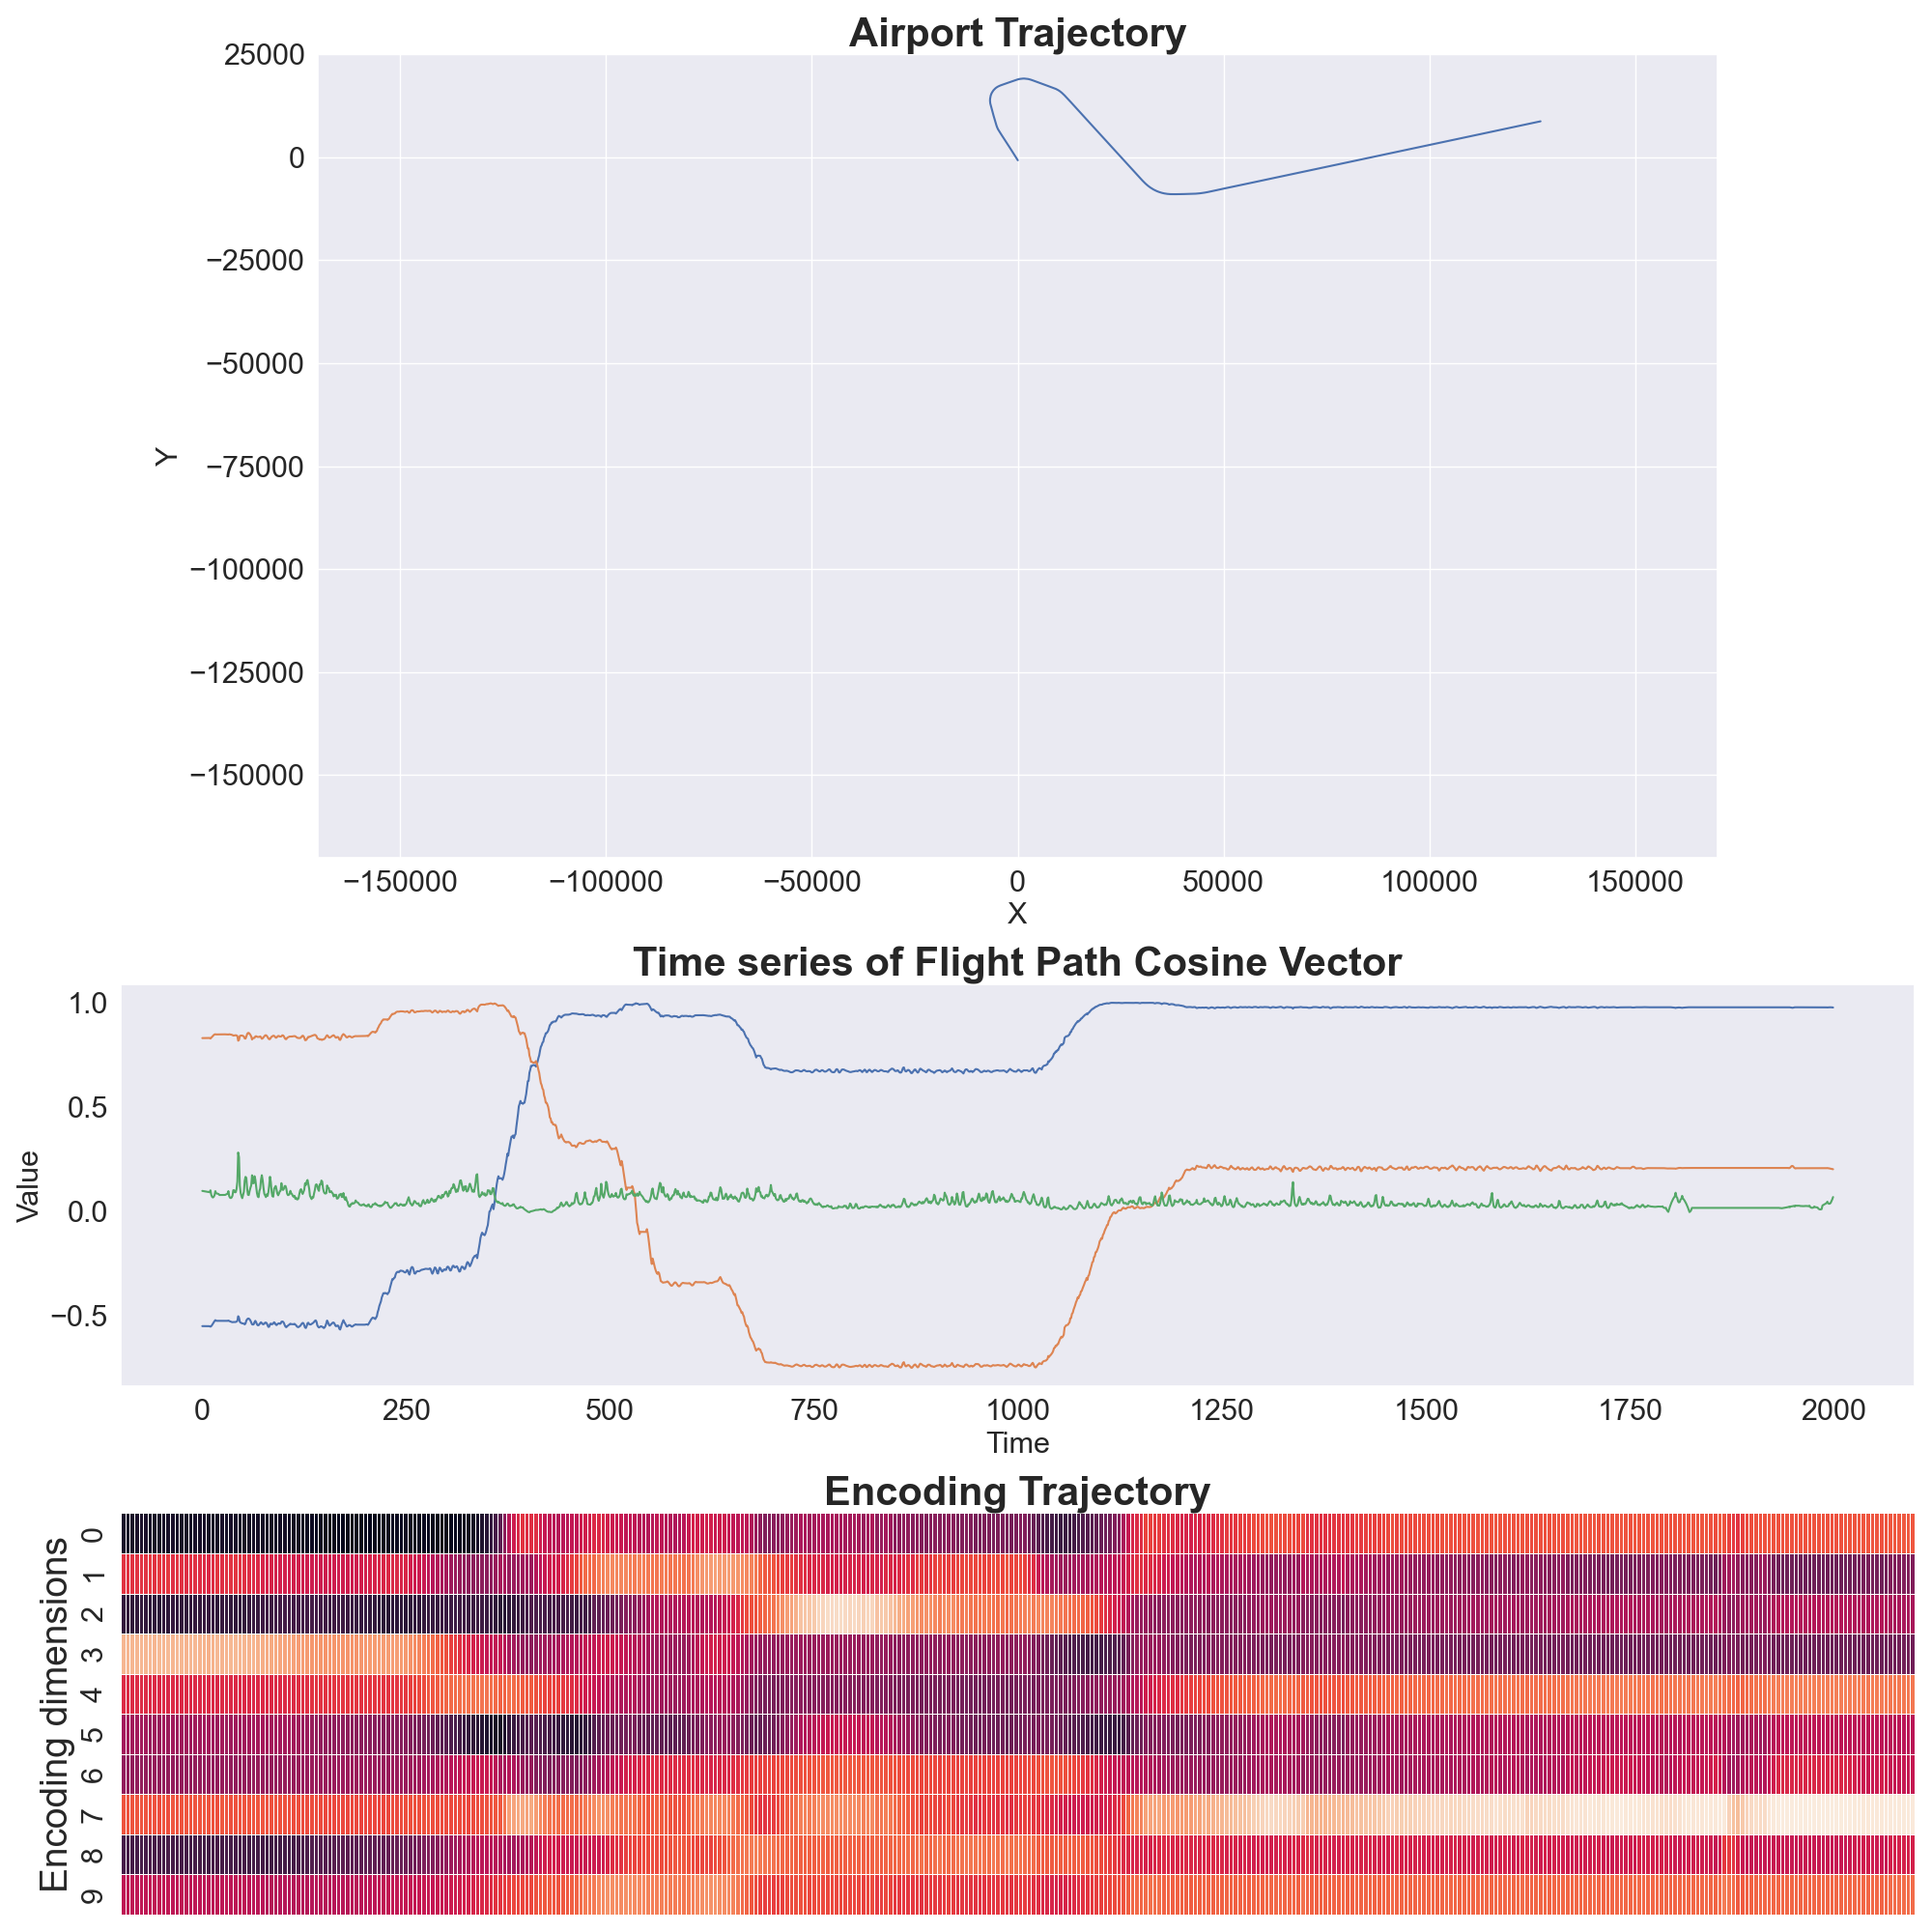 Airport Trajectory
25000
0
−25000
−50000
−75000
−100000
−125000
−150000
Y
−150000 −100000 −50000 0 50000 100000 150000
X
Time series of Flight Path Cosine Vector
1.0
0.5
0.0
−0.5
Value
0 250 500 750 1000 1250 1500 1750 2000
Time
Encoding Trajectory
0
1
2
3
4
5
6
7
8
9
Encoding dimensions